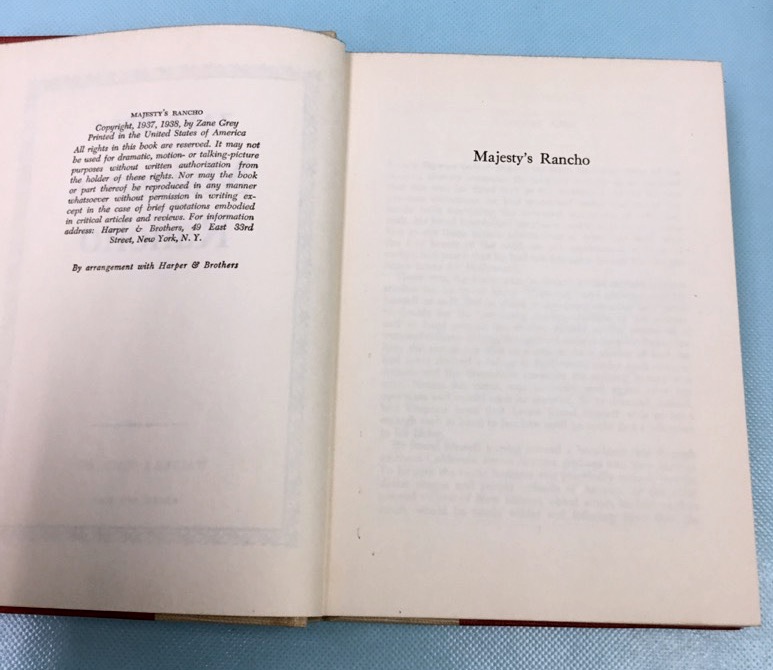 MAJESTY'S RANCHO
Copyright, 1937, 1938, by Zane Grey
Printed in the United States of America
All rights in this book are reserved. It may not
be used for dramatic, motion- or talking-picture
purposes without written authorization from
the holder of these rights. Nor may the book
or part thereof be reproduced in any manner
whatsoever without permission in writing ex-
cept in the case of brief quotations embodied
in critical articles and reviews. For information
address: Harper & Brothers, 49 East 33rd
Street, New York, N. Y.
By arrangement with Harper & Brothers
Majesty's Rancho